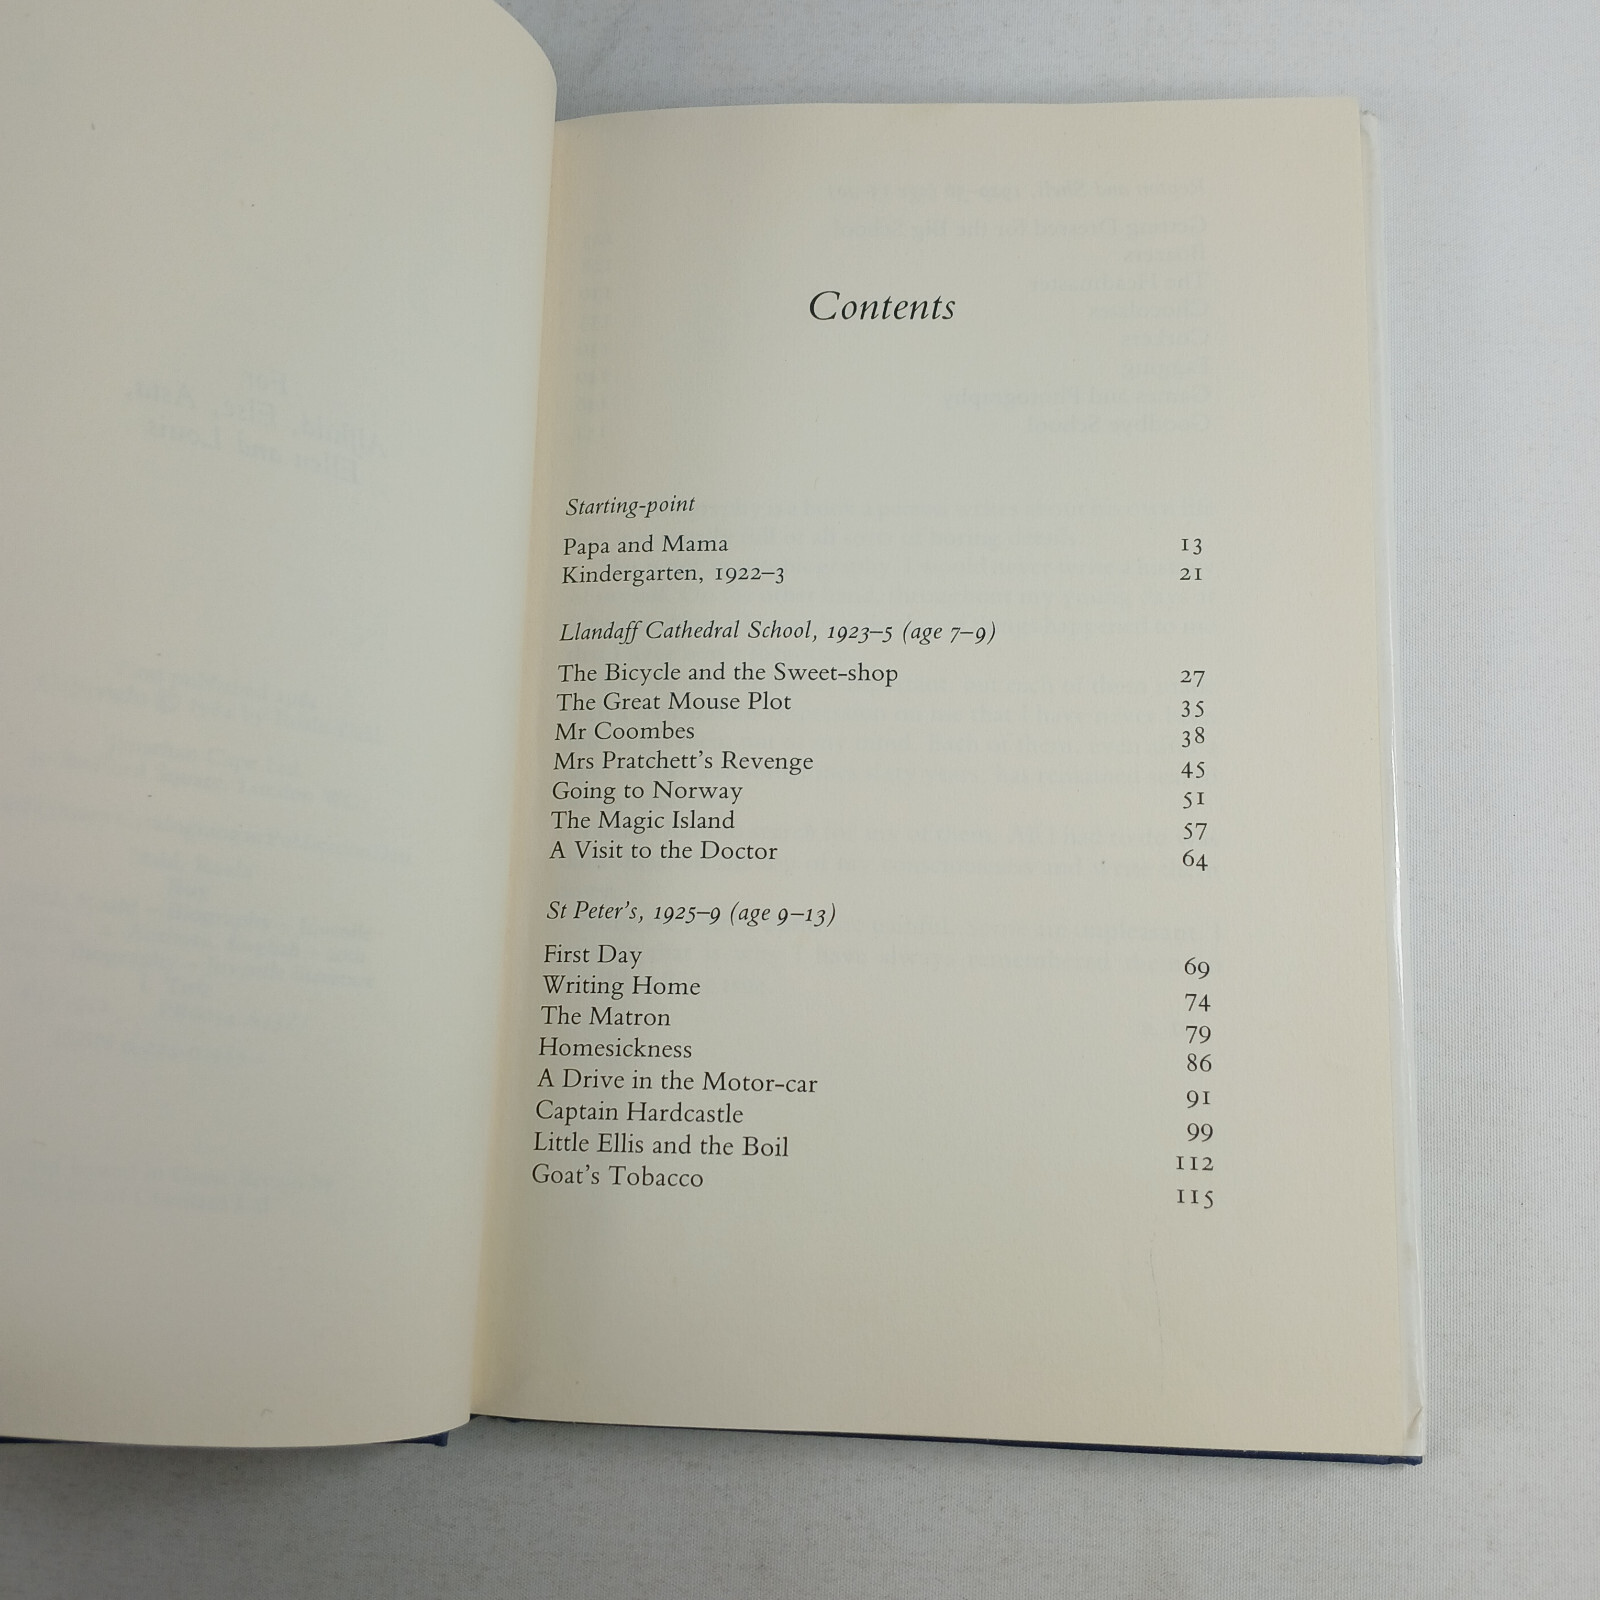 Contents
Starting-point
Papa and Mama 13
Kindergarten, 1922–3 21
Llandaff Cathedral School, 1923–5 (age 7–9)
The Bicycle and the Sweet-shop 27
The Great Mouse Plot 35
Mr Coombes 38
Mrs Pratchett's Revenge 45
Going to Norway 51
The Magic Island 57
A Visit to the Doctor 64
St Peter's, 1925–9 (age 9–13)
First Day 69
Writing Home 74
The Matron 79
Homesickness 86
A Drive in the Motor-car 91
Captain Hardcastle 99
Little Ellis and the Boil 112
Goat's Tobacco 115